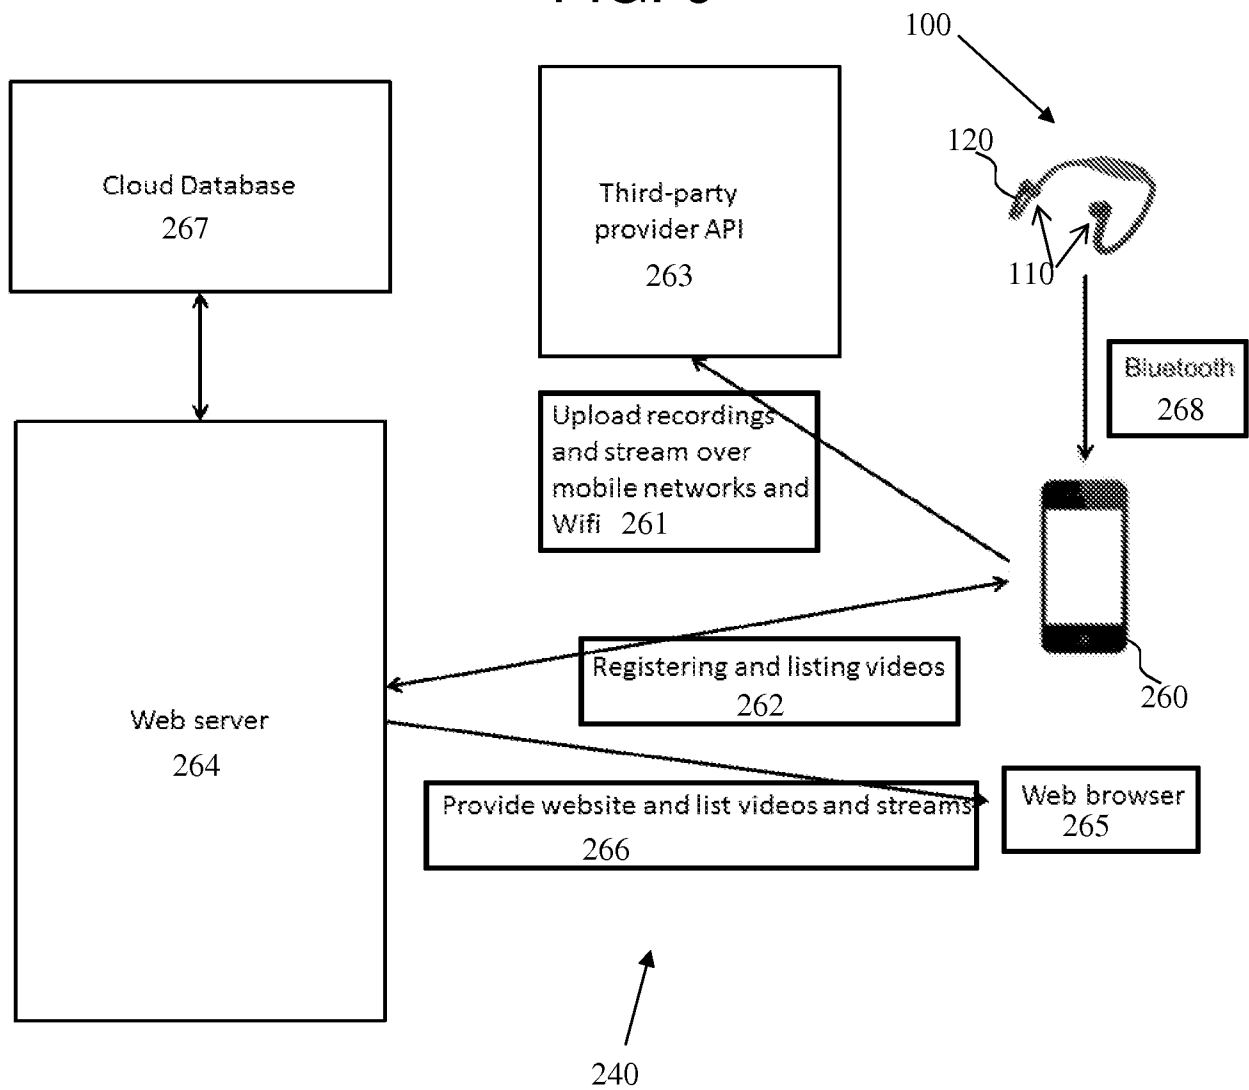 100
120
110
Cloud Database
267
Third-party
provider API
263
Bluetooth
268
Upload recordings
and stream over
mobile networks and
Wifi 261
Registering and listing videos
262
260
Web server
264
Provide website and list videos and streams
266
Web browser
265
240